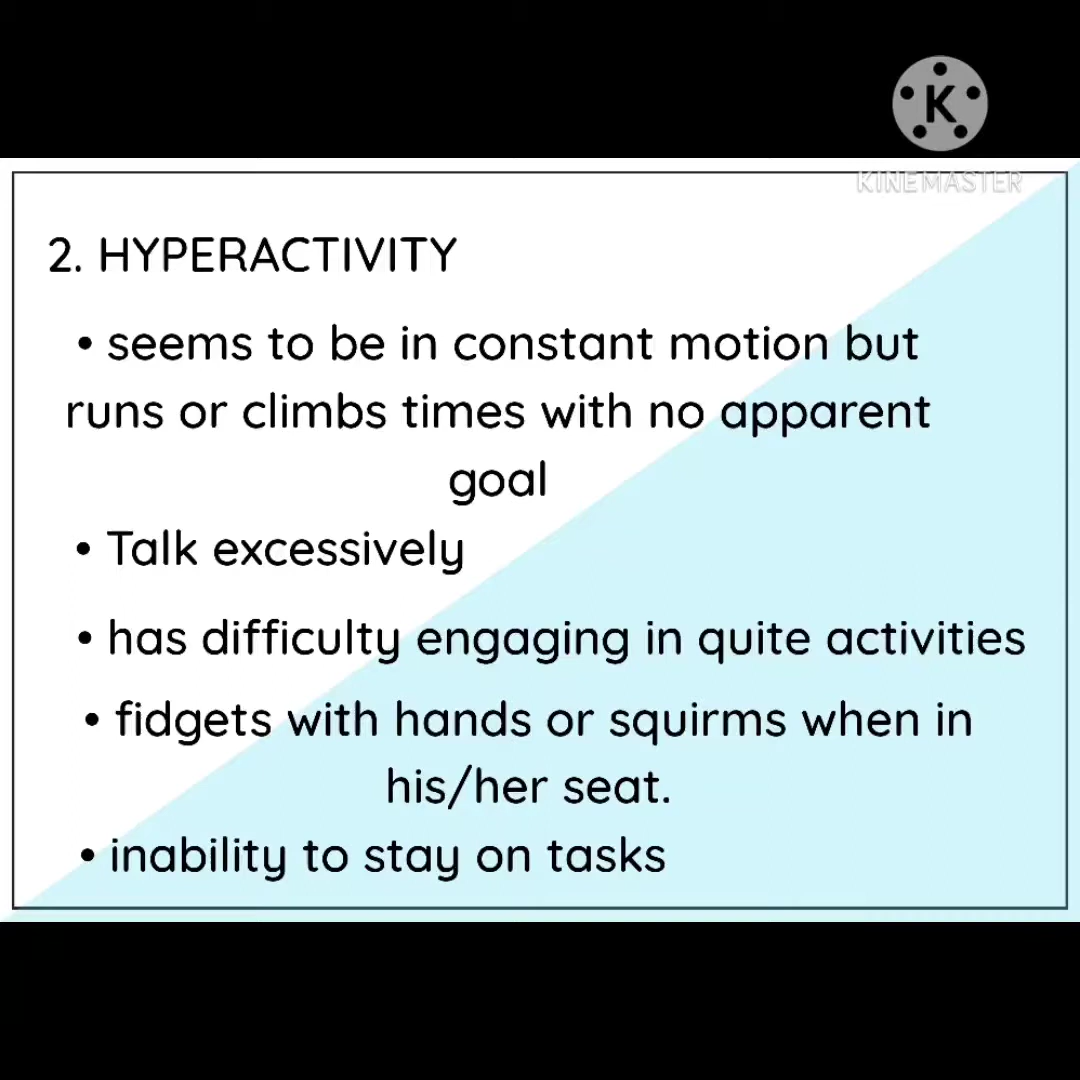 K
KINEMASTER
2. HYPERACTIVITY
• seems to be in constant motion but
runs or climbs times with no apparent
goal
• Talk excessively
• has difficulty engaging in quite activities
• fidgets with hands or squirms when in
his/her seat.
• inability to stay on tasks